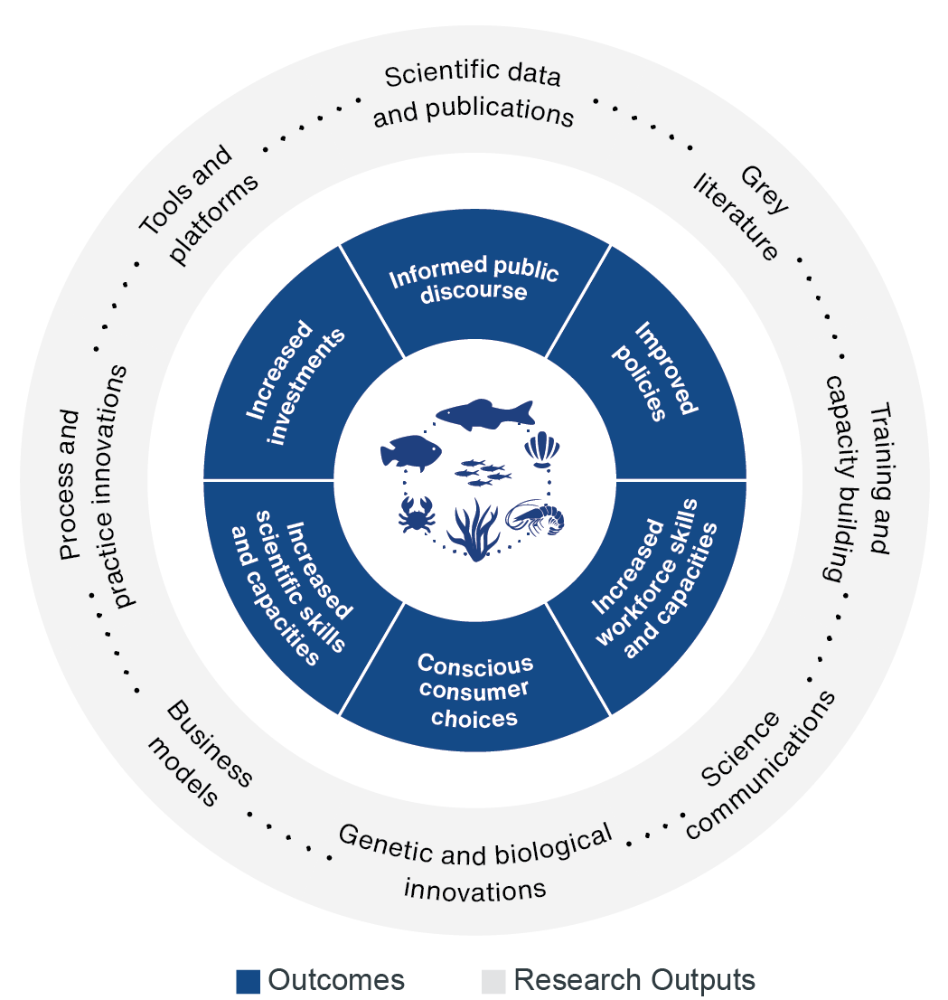 Scientific data
and publications
Grey
literature
Training and
capacity building
Science
communications
Genetic and biological
innovations
Business
models
Process and
practice innovations
Tools and
platforms
Informed public
discourse
Improved
policies
Increased
workforce skills
and capacities
Conscious
consumer
choices
Increased
scientific skills
and capacities
Increased
investments
Outcomes
Research Outputs